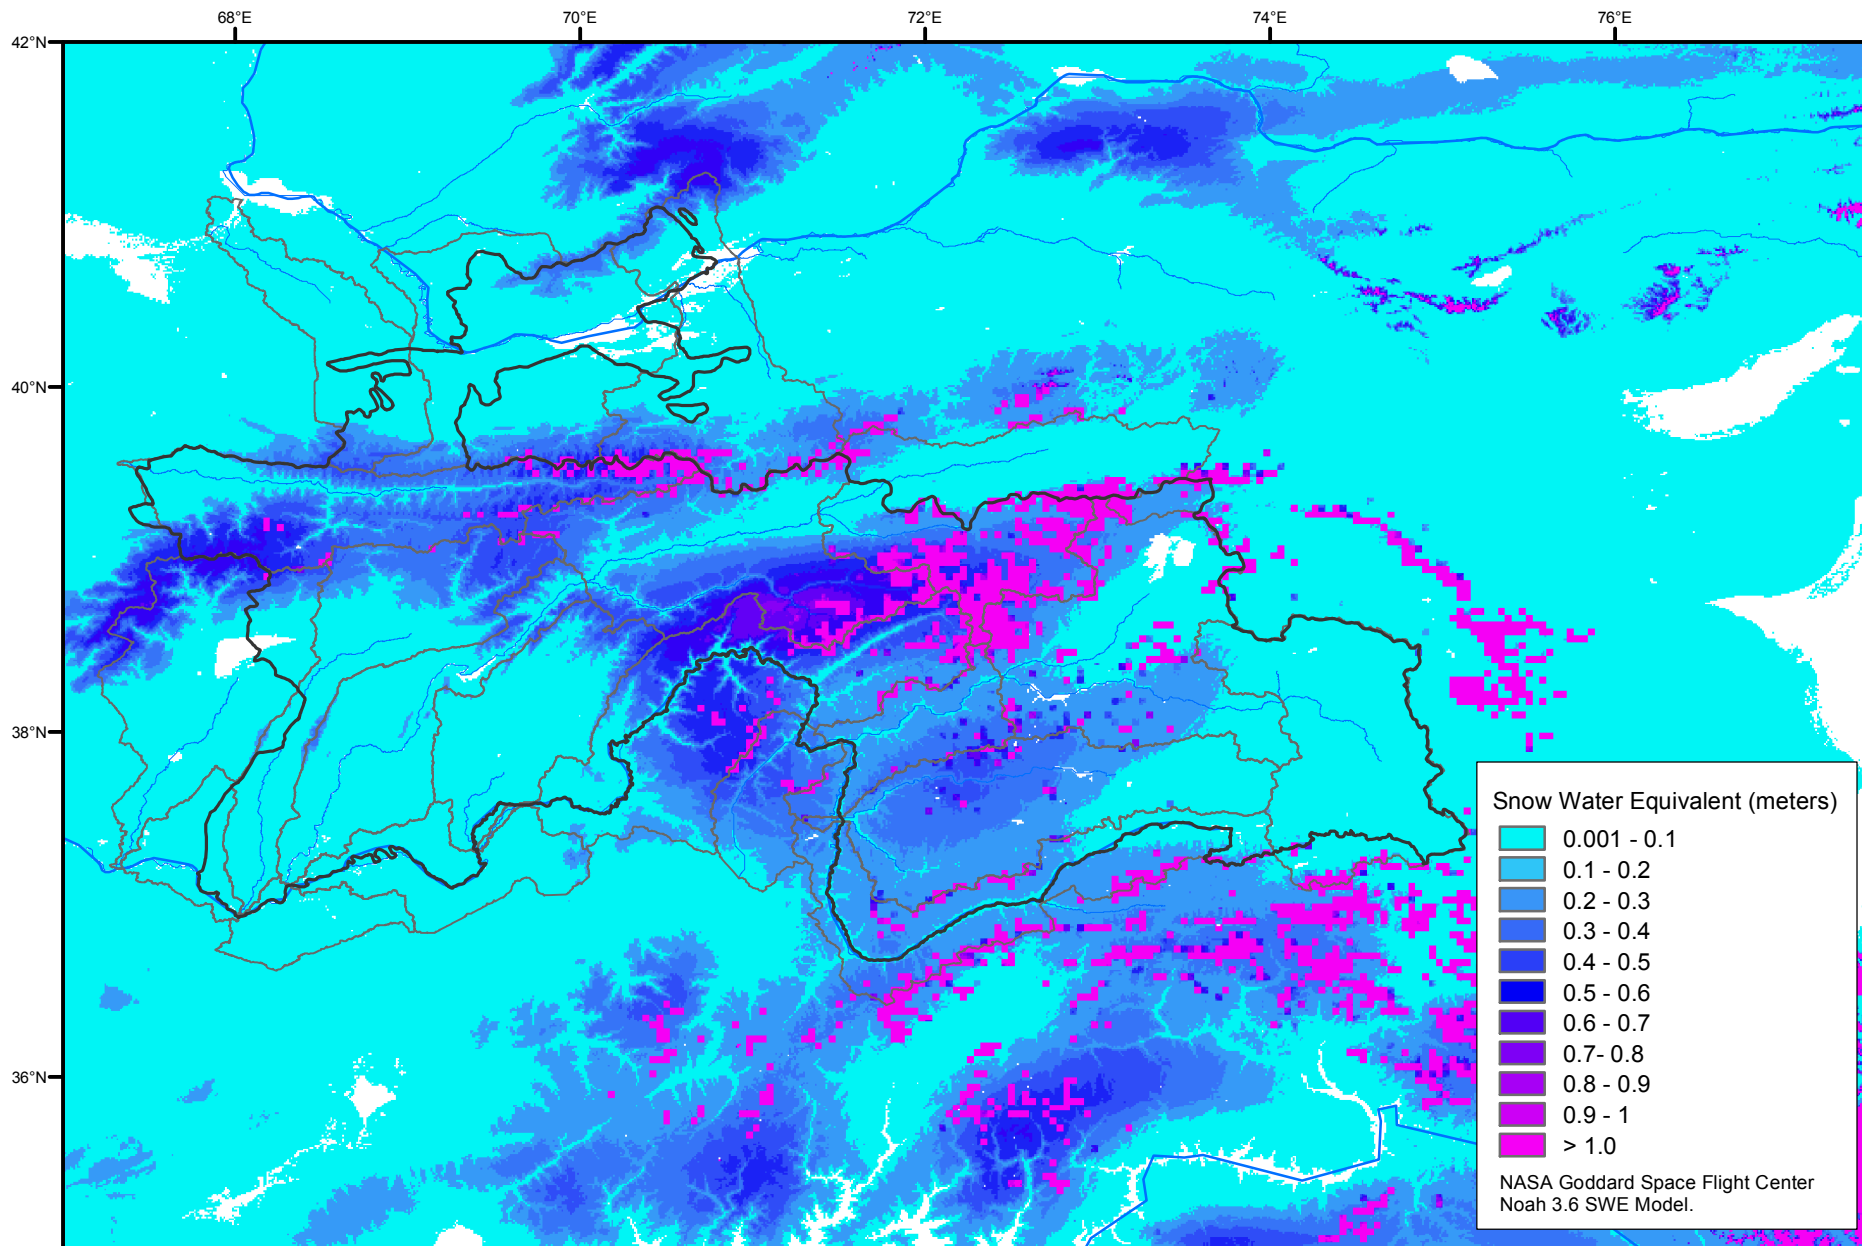 68°E 70°E 72°E 74°E 76°E
42°N
40°N
38°N
36°N
Snow Water Equivalent (meters)
0.001 - 0.1
0.1 - 0.2
0.2 - 0.3
0.3 - 0.4
0.4 - 0.5
0.5 - 0.6
0.6 - 0.7
0.7- 0.8
0.8 - 0.9
0.9 - 1
> 1.0
NASA Goddard Space Flight Center
Noah 3.6 SWE Model.